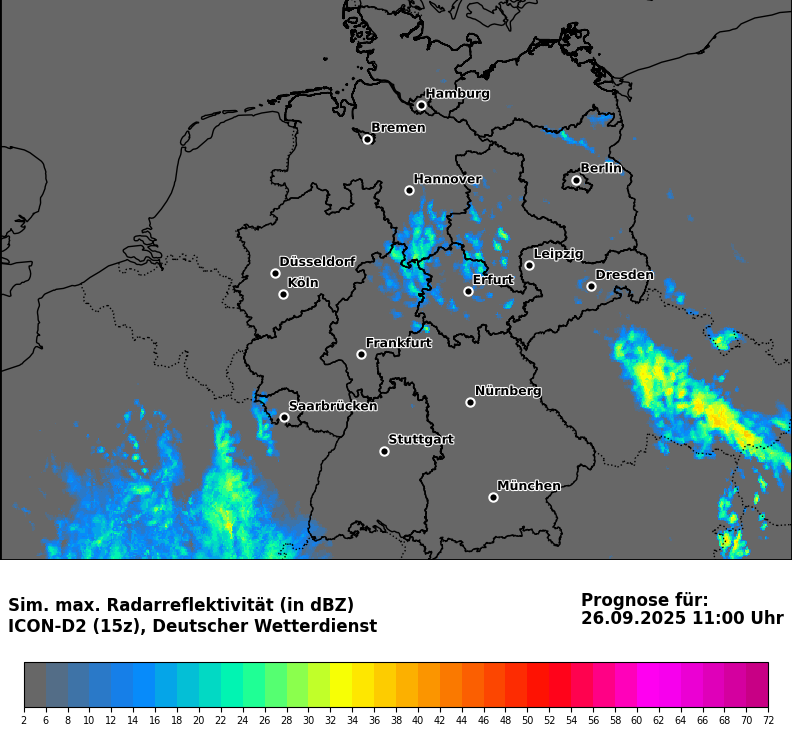 Hamburg
Bremen
Hannover
Berlin
Düsseldorf
Leipzig
Köln
Erfurt
Dresden
Frankfurt
Nürnberg
Saarbrücken
Stuttgart
München
Sim. max. Radarreflektivität (in dBZ)
ICON-D2 (15z), Deutscher Wetterdienst
Prognose für:
26.09.2025 11:00 Uhr
2 6 8 10 12 14 16 18 20 22 24 26 28 30 32 34 36 38 40 42 44 46 48 50 52 54 56 58 60 62 64 66 68 70 72